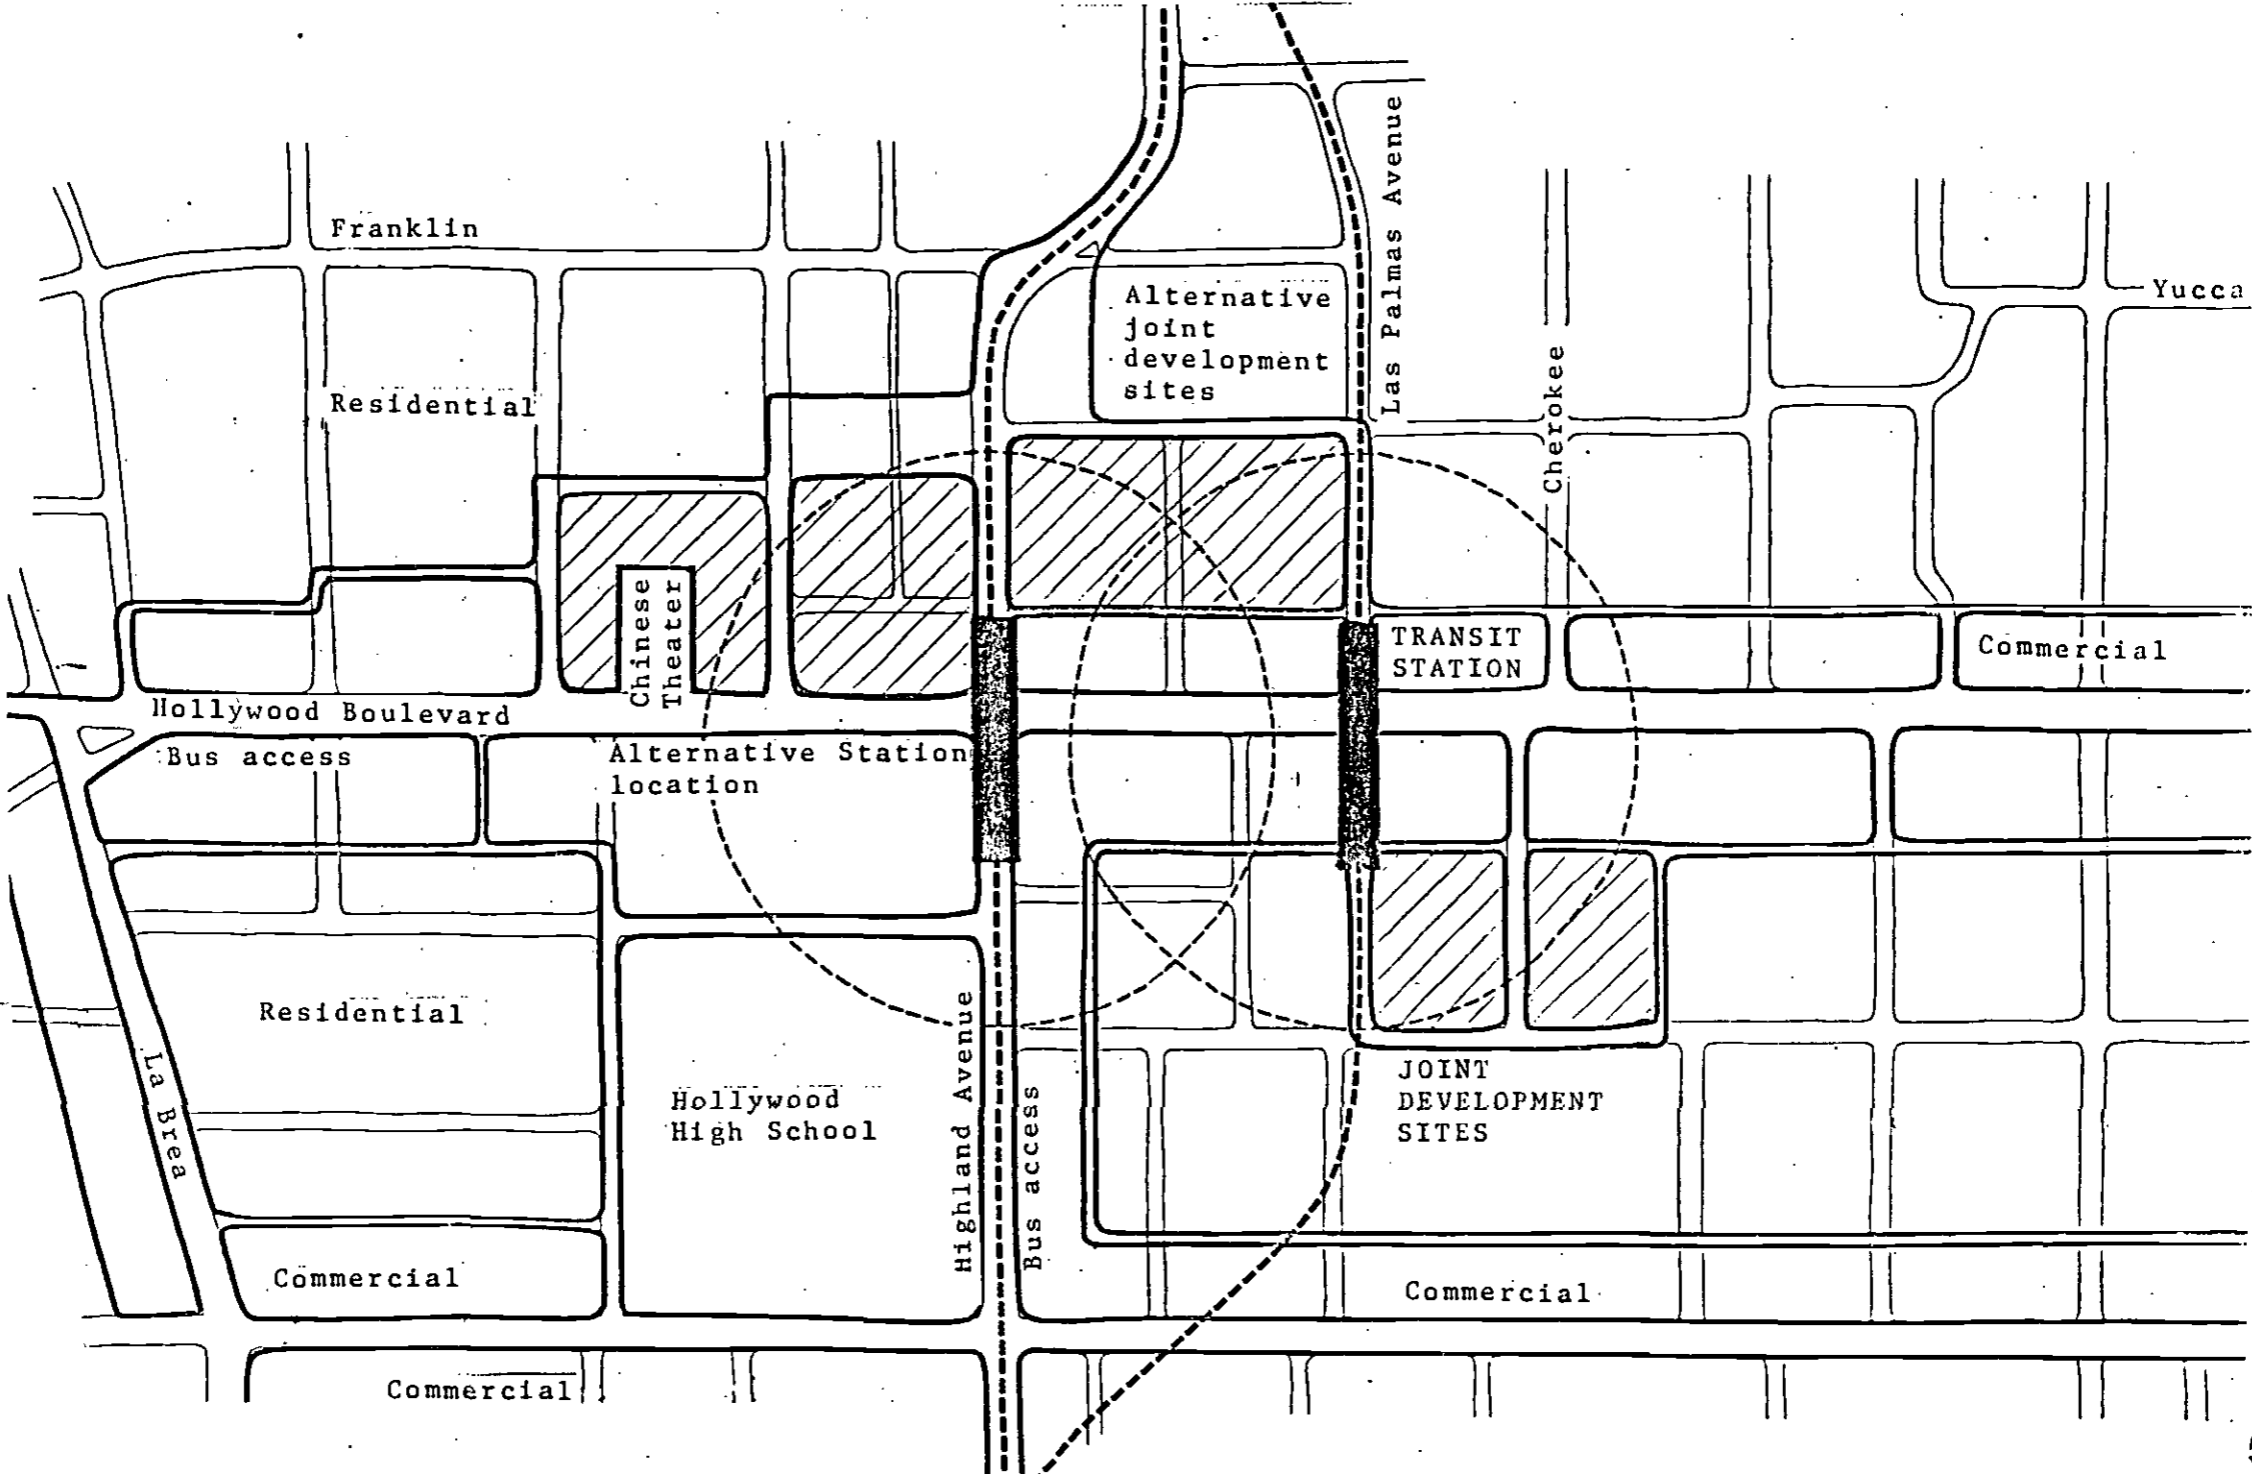 Las Palmas Avenue
Franklin
Alternative
joint
development
sites
Yucca
Cherokee
Residential
Chinese
Theater
TRANSIT
STATION
Commercial
Hollywood Boulevard
Bus access
Alternative Station
location
Residential
La Brea
Hollywood
High School
Highland Avenue
Bus access
JOINT
DEVELOPMENT
SITES
Commercial
Commercial
Commercial